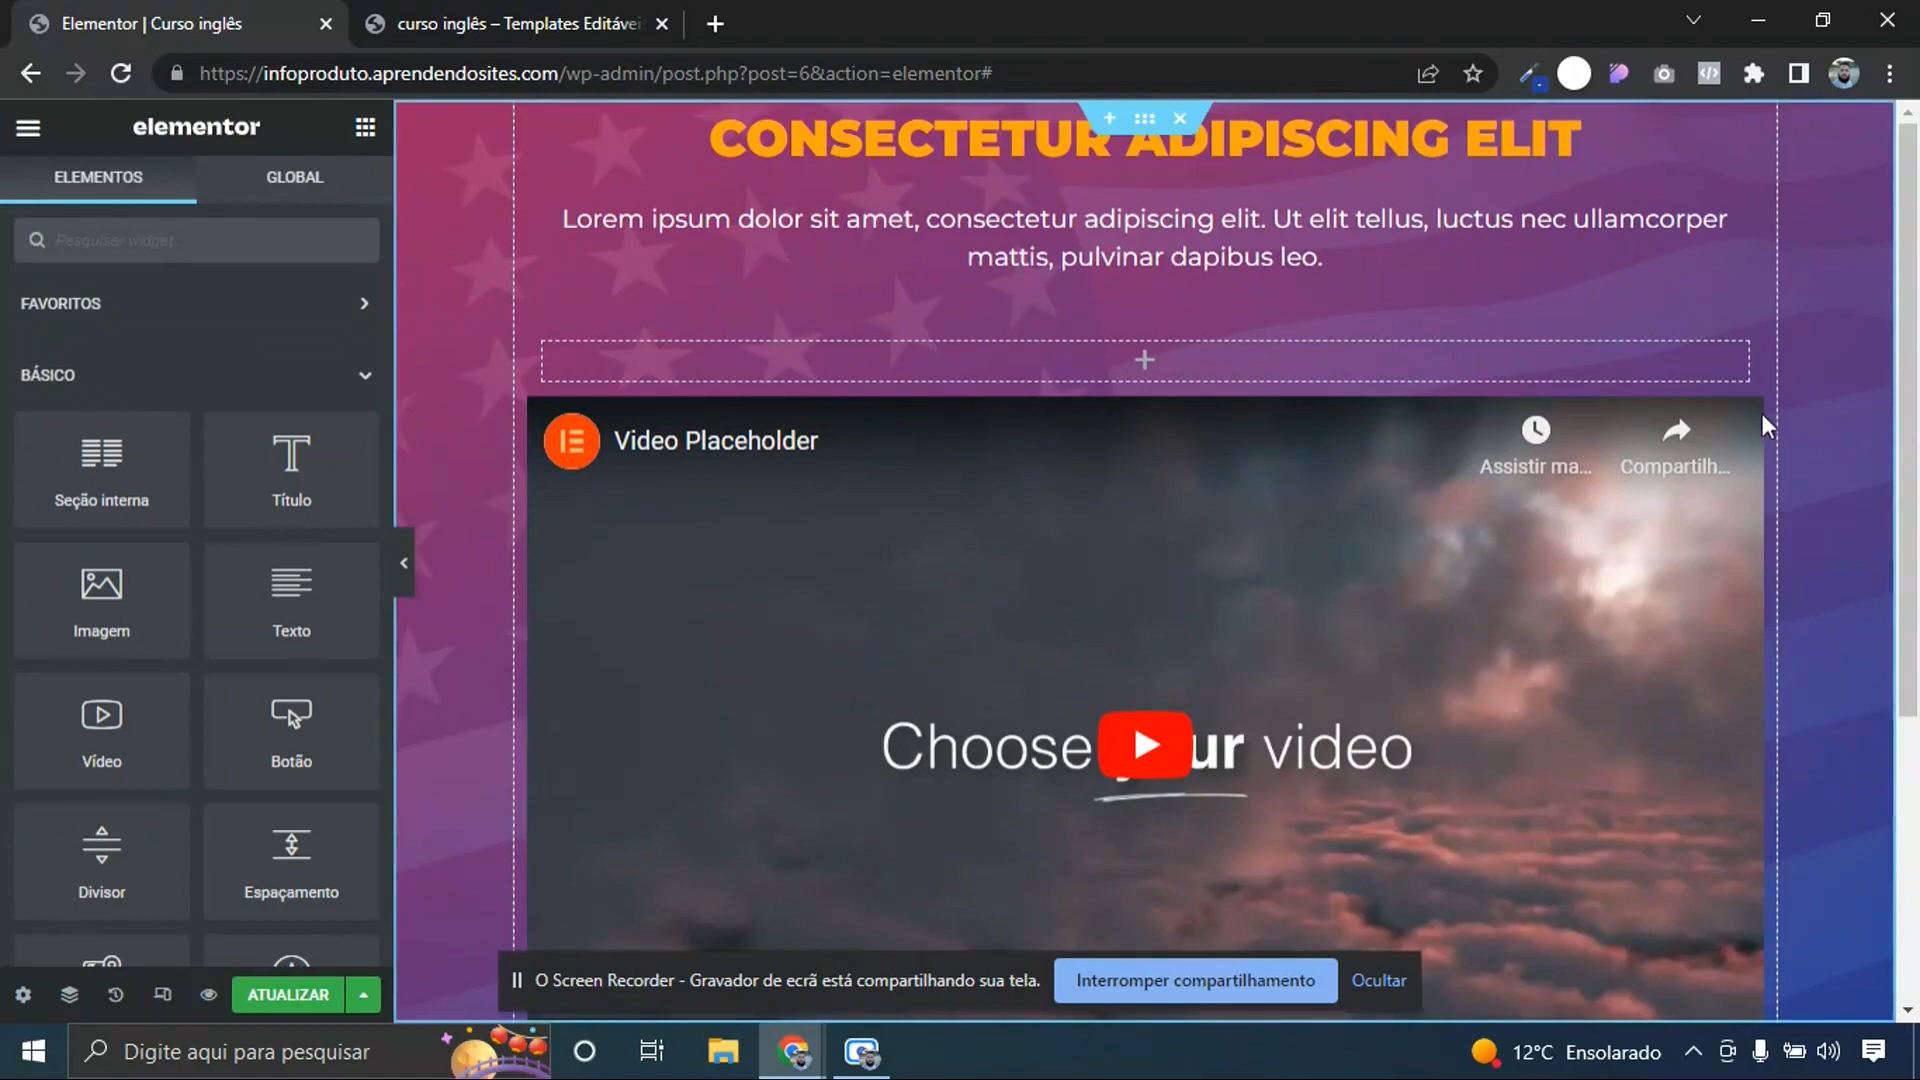 Elementor | Curso inglês
curso inglês – Templates Editáve
https://infoproduto.aprendendosites.com/wp-admin/post.php?post=6&action=elementor#
elementor
ELEMENTOS
GLOBAL
Pesquisar widget...
FAVORITOS
BÁSICO
Seção interna
Título
Imagem
Texto
Vídeo
Botão
Divisor
Espaçamento
ATUALIZAR
CONSECTETUR ADIPISCING ELIT
Lorem ipsum dolor sit amet, consectetur adipiscing elit. Ut elit tellus, luctus nec ullamcorper
mattis, pulvinar dapibus leo.
Video Placeholder
Assistir ma...
Compartilh...
Choose your video
O Screen Recorder - Gravador de ecrã está compartilhando sua tela.
Interromper compartilhamento
Ocultar
Digite aqui para pesquisar
12°C Ensolarado